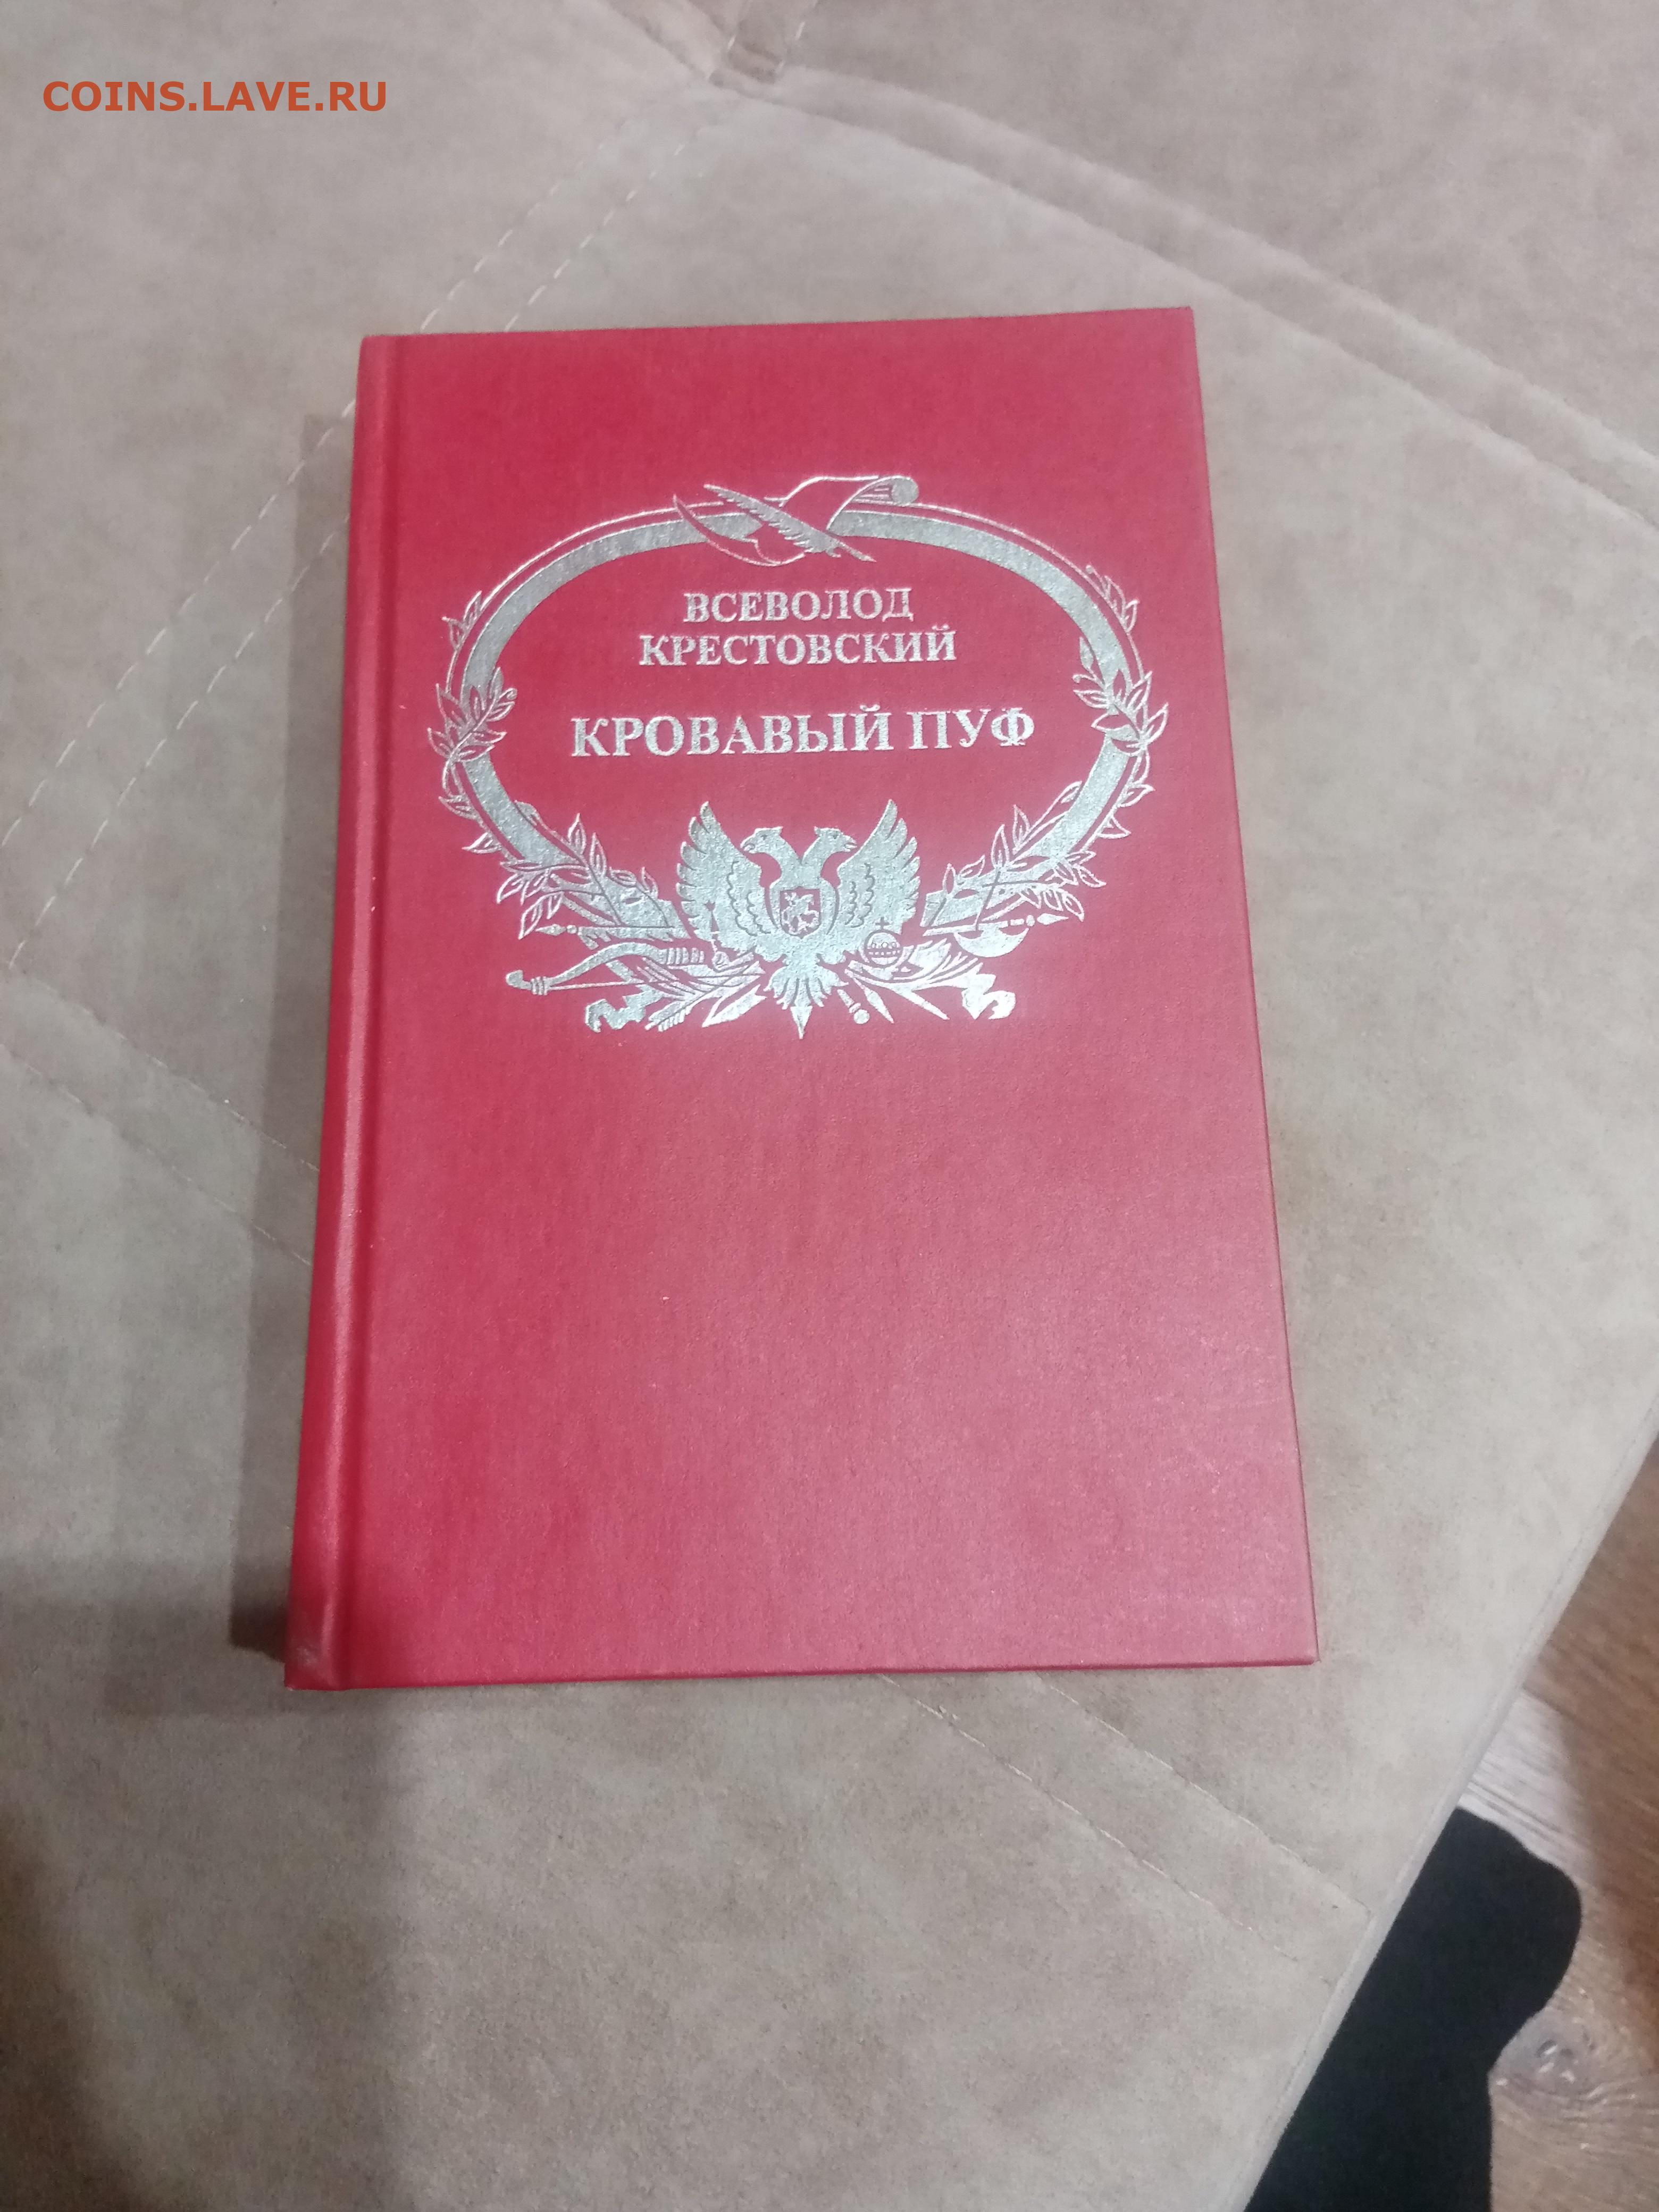 COINS.LAVE.RU
ВСЕВОЛОД
КРЕСТОВСКИЙ
КРОВАВЫЙ ПУФ